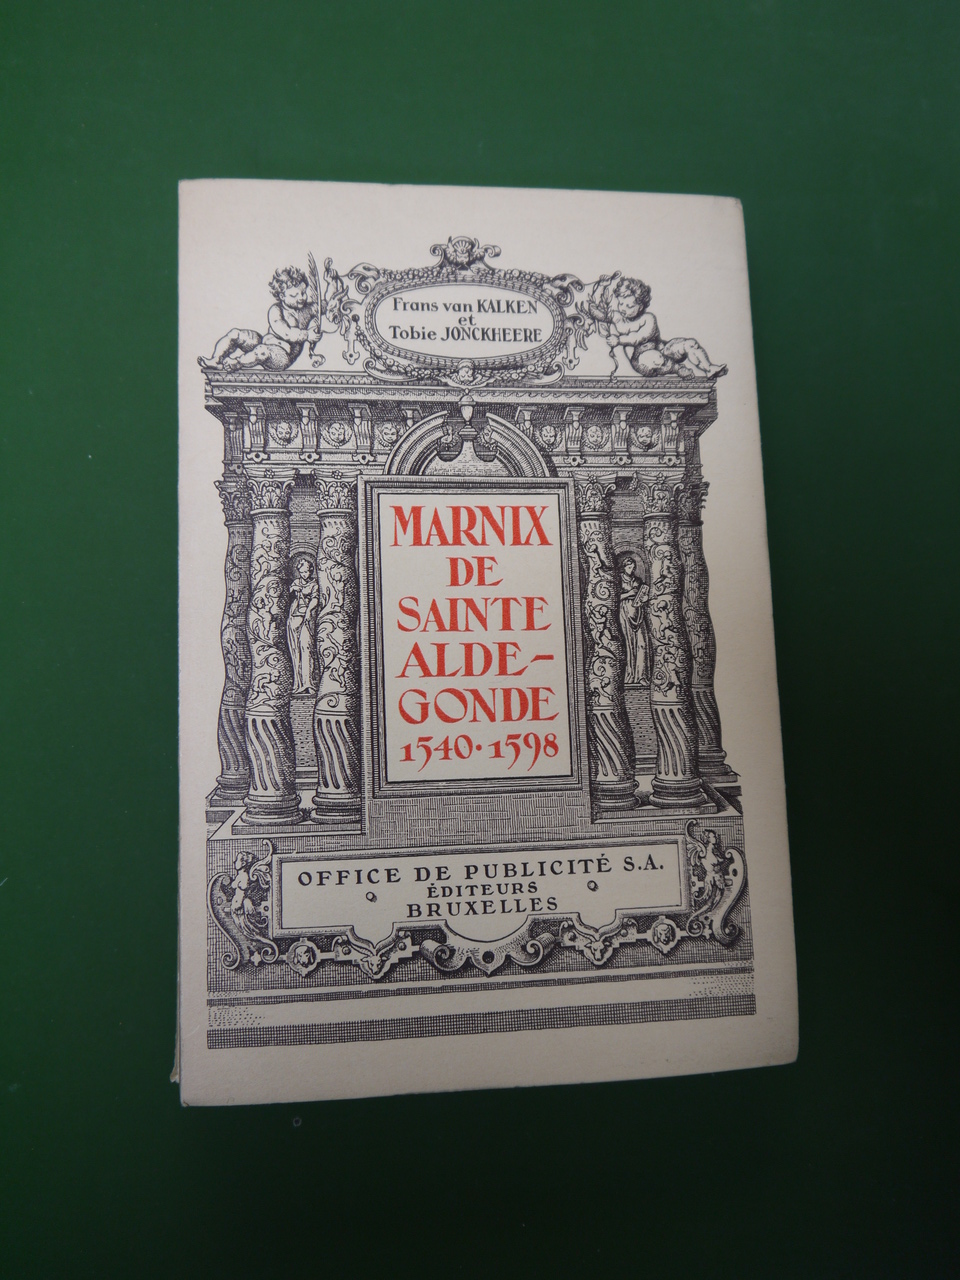 Frans van KALKEN
et
Tobie JONCKHEERE
MARNIX
DE
SAINTE
ALDE-
GONDE
1540·1598
OFFICE DE PUBLICITÉ S.A.
ÉDITEURS
BRUXELLES